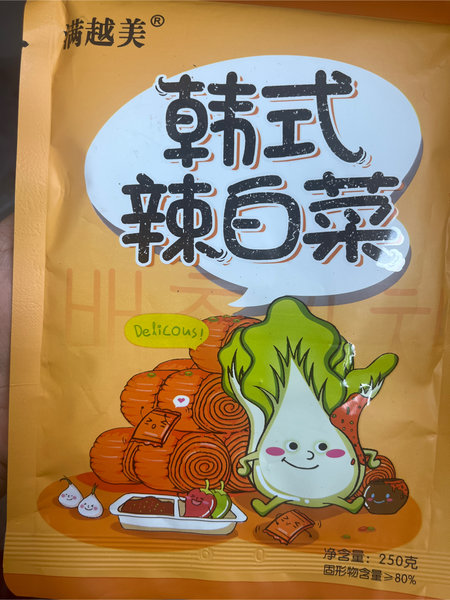 满越美®
韩式
辣白菜
Delicous!
净含量: 250克
固形物含量≥80%